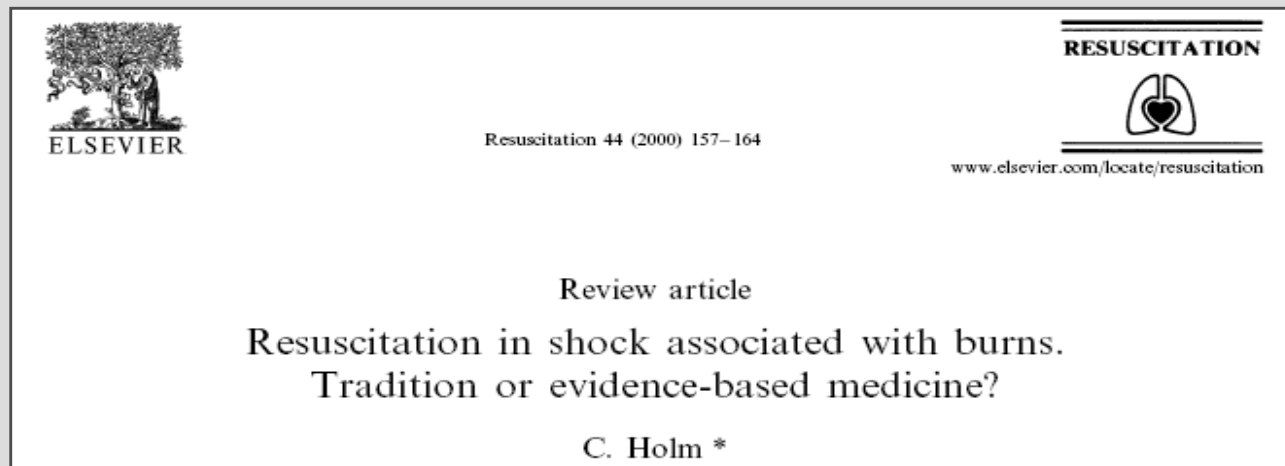 ELSEVIER
Resuscitation 44 (2000) 157–164
RESUSCITATION
www.elsevier.com/locate/resuscitation
Review article
Resuscitation in shock associated with burns.
Tradition or evidence-based medicine?
C. Holm *